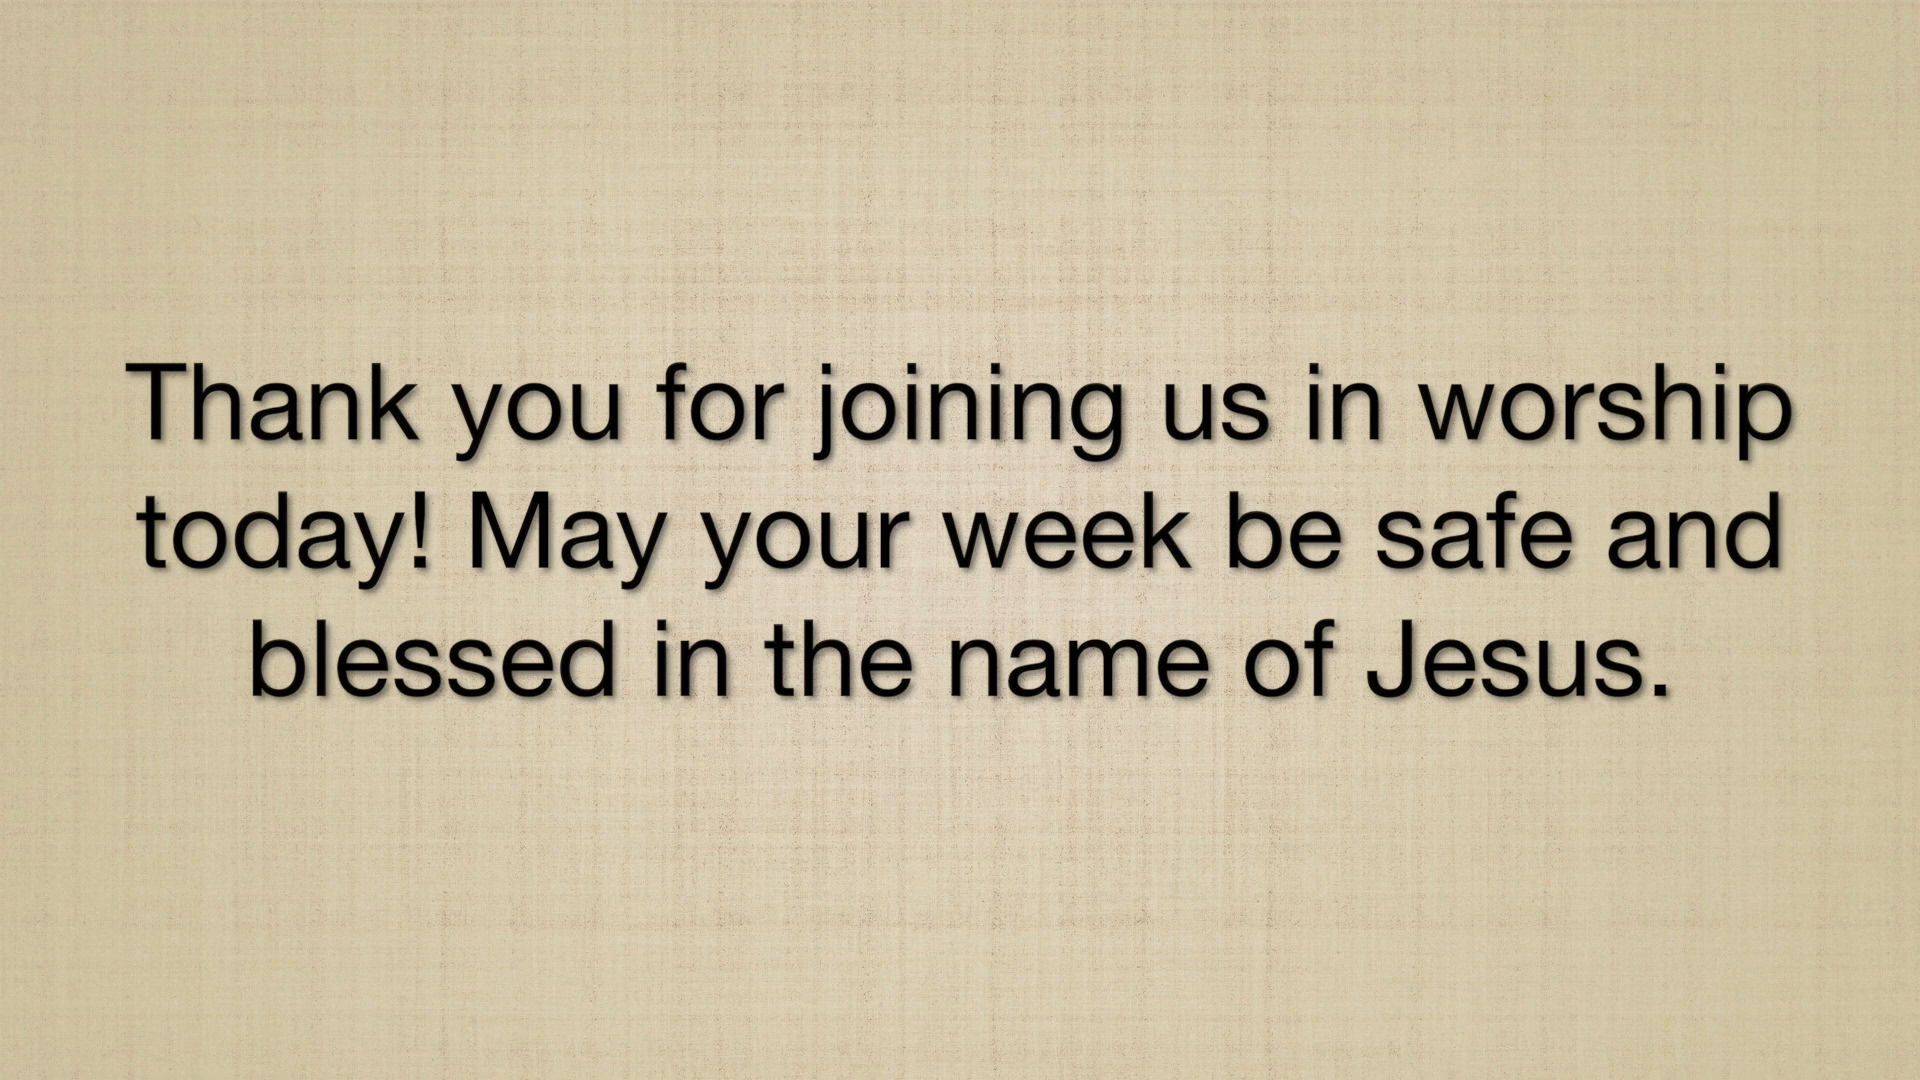 Thank you for joining us in worship
today! May your week be safe and
blessed in the name of Jesus.